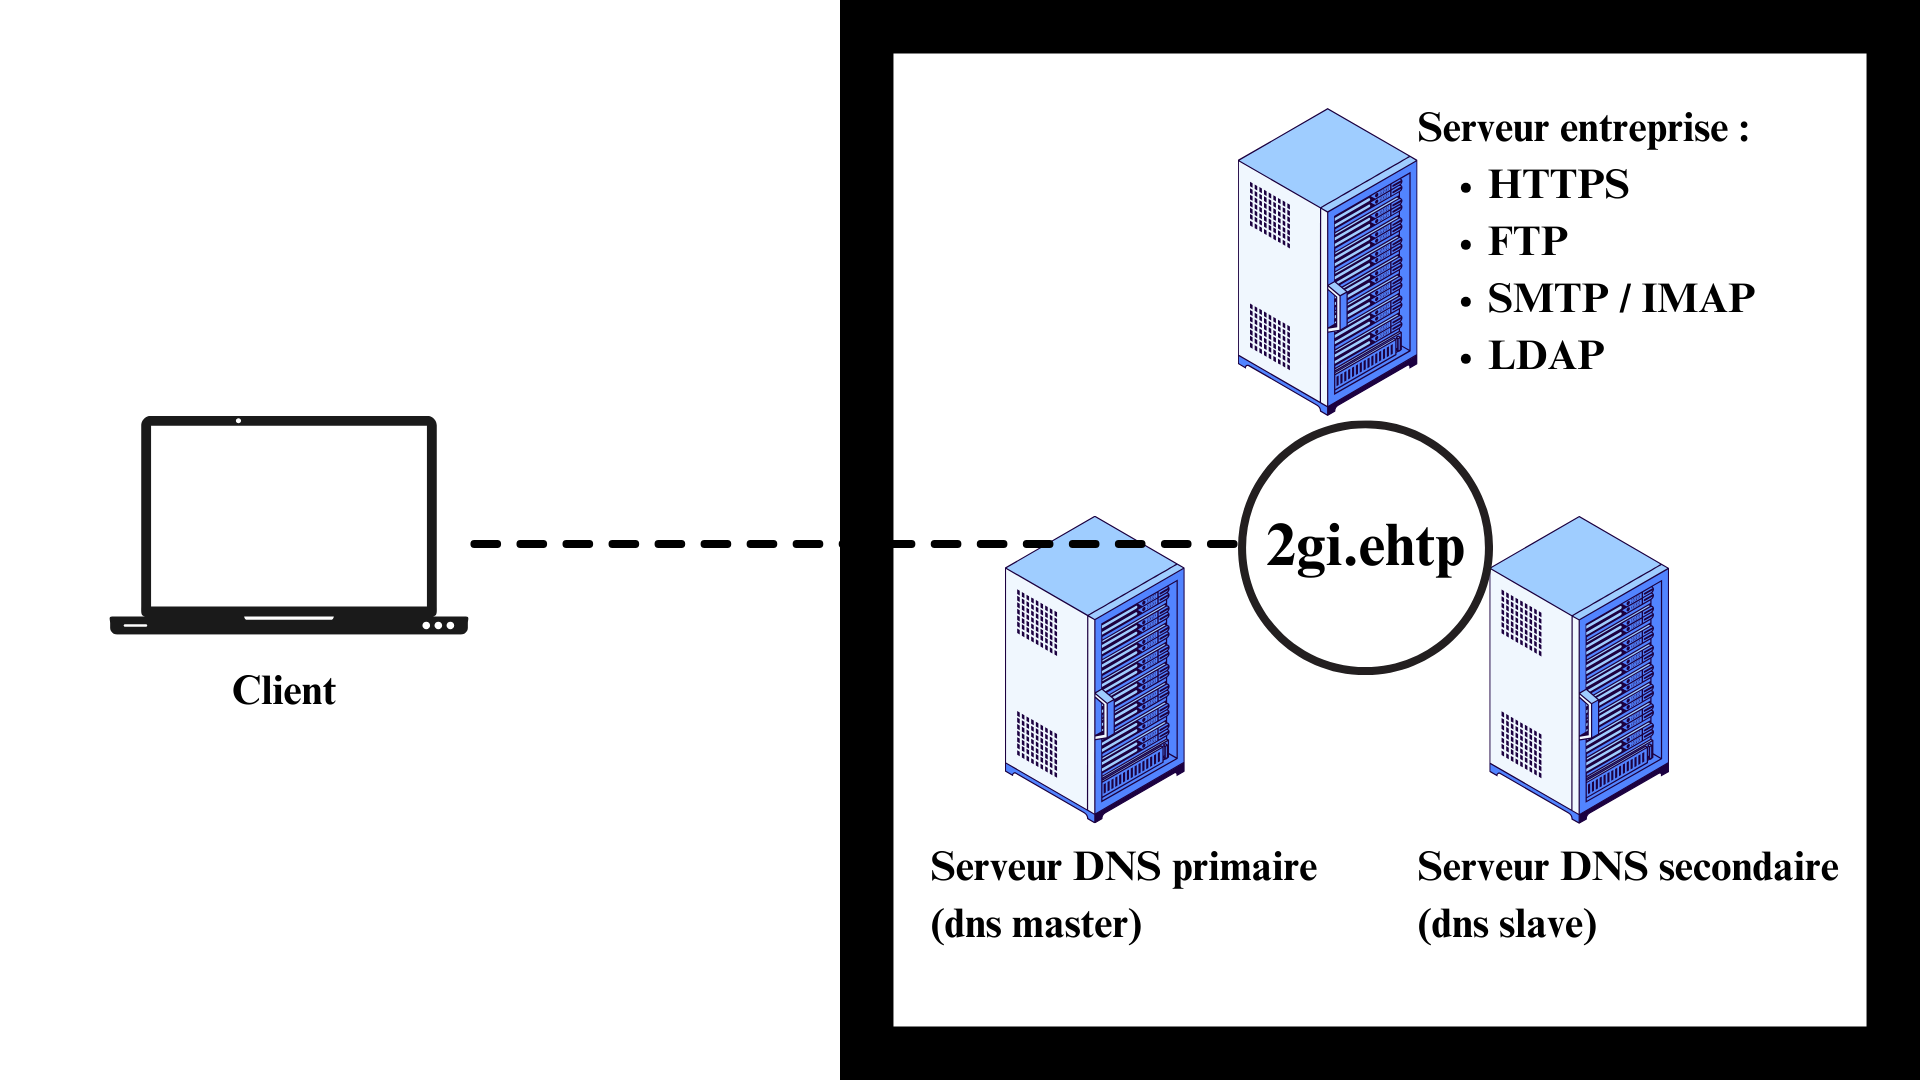 Serveur entreprise :
• HTTPS
• FTP
• SMTP / IMAP
• LDAP
2gi.ehtp
Client
Serveur DNS primaire
(dns master)
Serveur DNS secondaire
(dns slave)